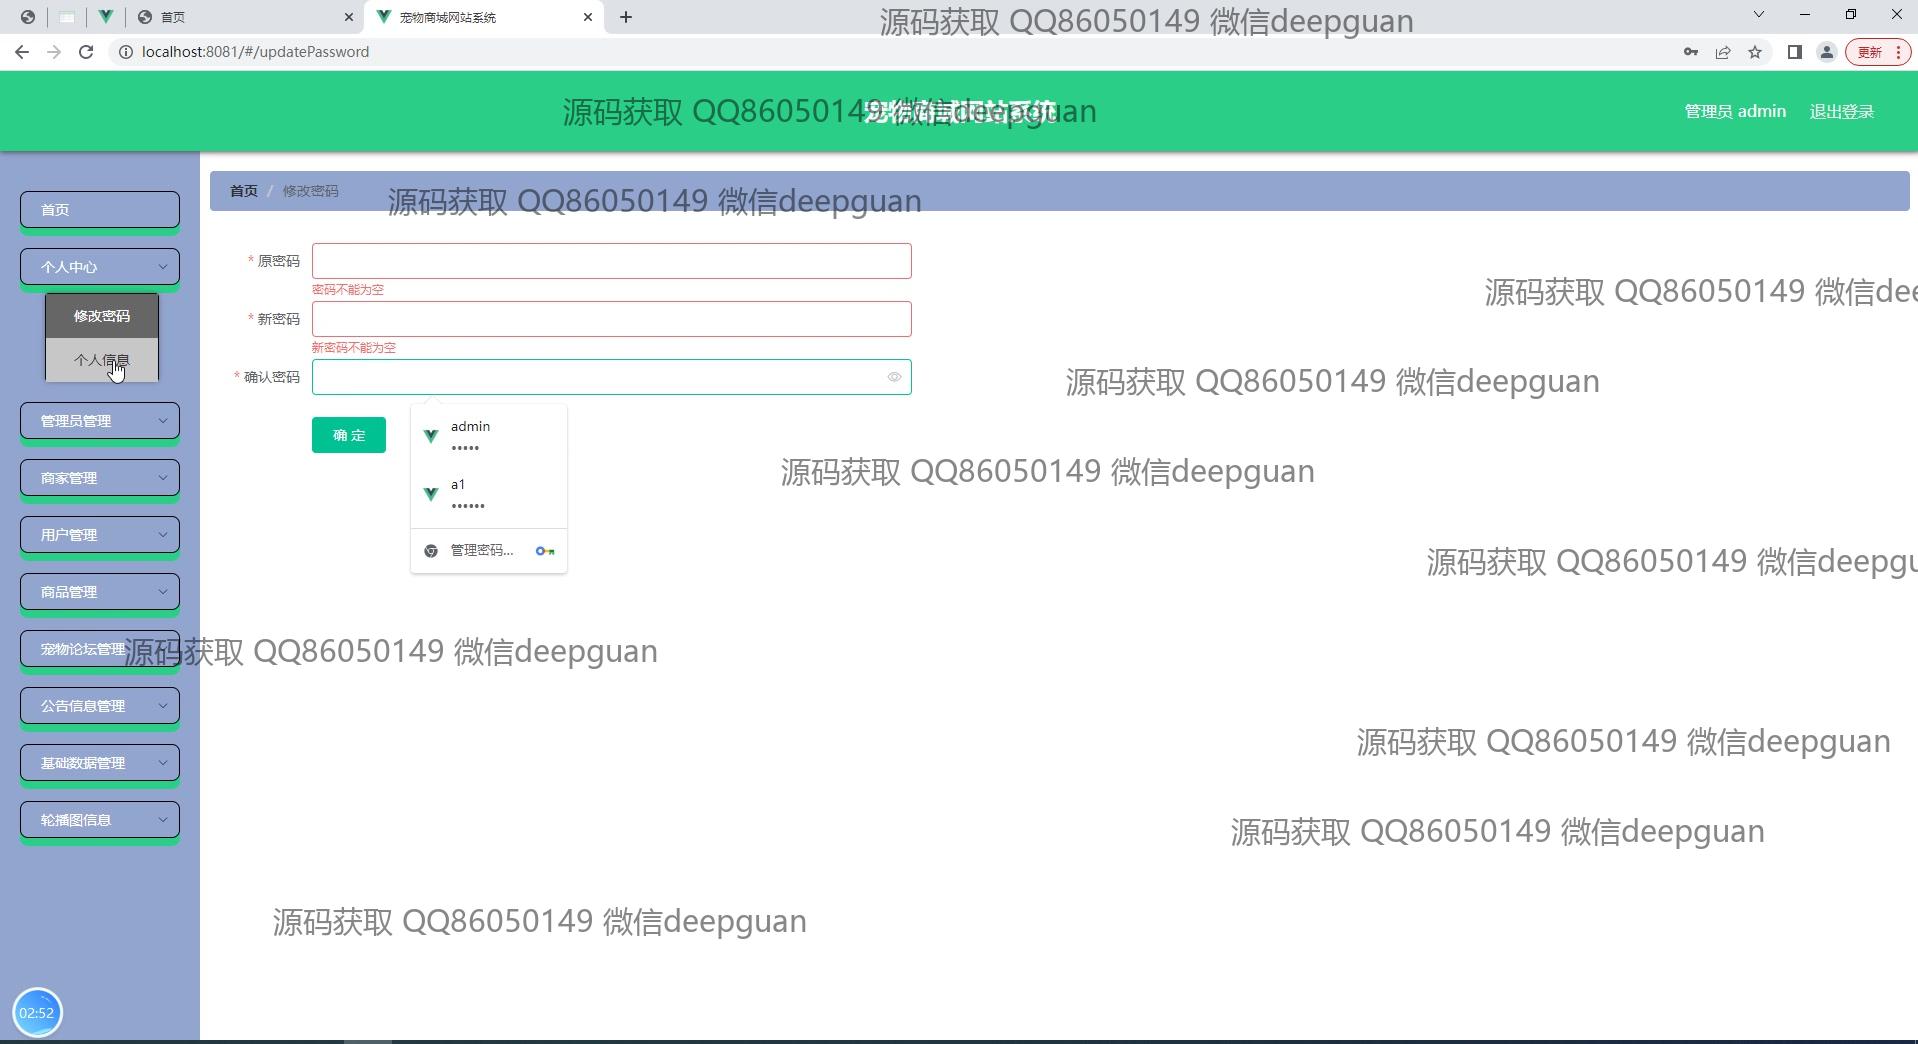 首页
宠物商城网站系统
源码获取 QQ86050149 微信deepguan
localhost:8081/#/updatePassword
更新
源码获取 QQ86050149 微信deepguan
宠物商城网站系统
管理员 admin
退出登录
首页 / 修改密码
源码获取 QQ86050149 微信deepguan
首页
个人中心
修改密码
个人信息
管理员管理
商家管理
用户管理
商品管理
宠物论坛管理
公告信息管理
基础数据管理
轮播图信息
* 原密码
密码不能为空
* 新密码
新密码不能为空
* 确认密码
确 定
admin
•••••
a1
••••••
管理密码...
源码获取 QQ86050149 微信dee
源码获取 QQ86050149 微信deepguan
源码获取 QQ86050149 微信deepguan
源码获取 QQ86050149 微信deepgu
源码获取 QQ86050149 微信deepguan
源码获取 QQ86050149 微信deepguan
源码获取 QQ86050149 微信deepguan
源码获取 QQ86050149 微信deepguan
02:52